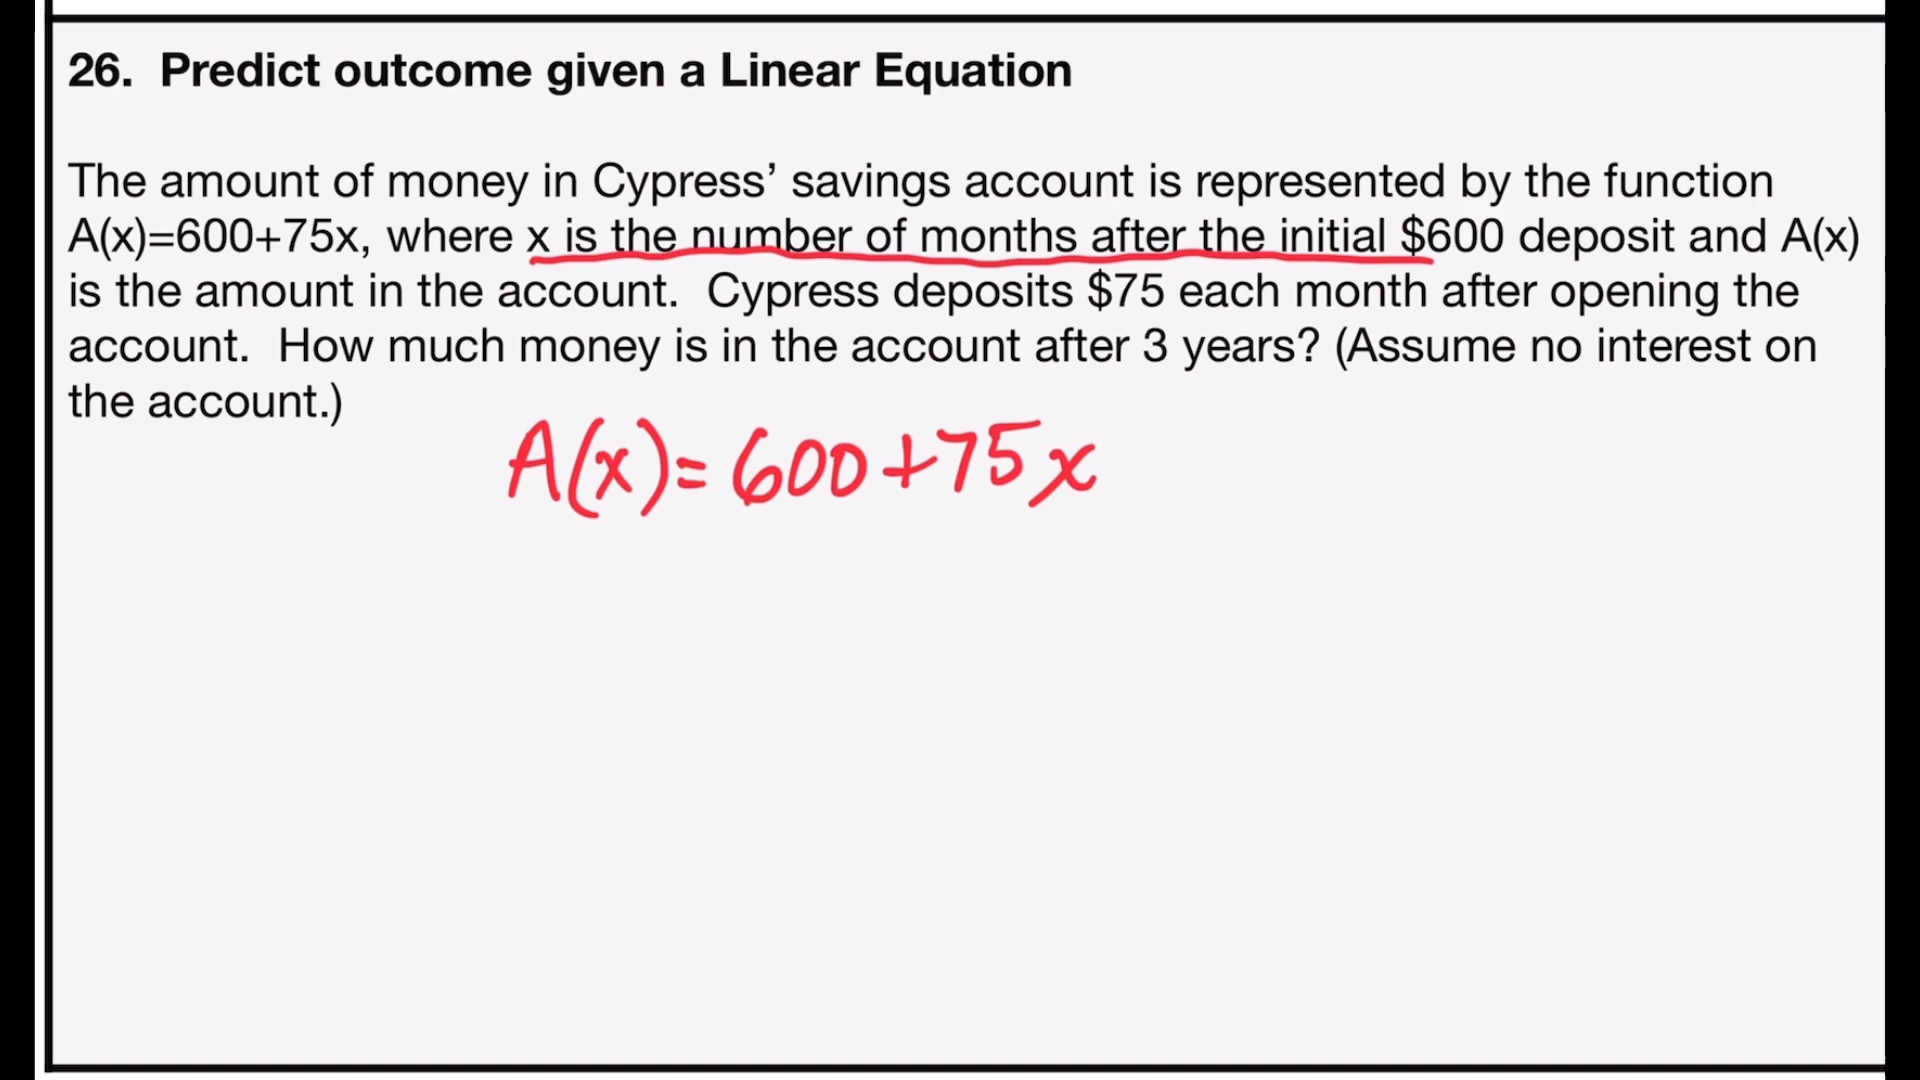 26. Predict outcome given a Linear Equation
The amount of money in Cypress’ savings account is represented by the function
A(x)=600+75x, where x is the number of months after the initial $600 deposit and A(x)
is the amount in the account. Cypress deposits $75 each month after opening the
account. How much money is in the account after 3 years? (Assume no interest on
the account.)
A(x)= 600+75x